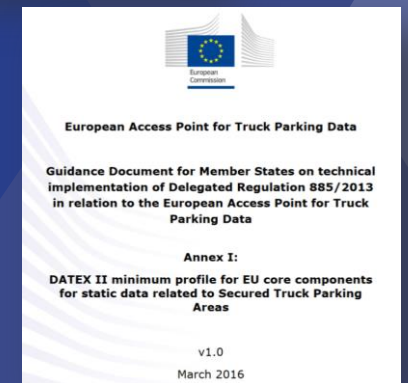 European
Commission
European Access Point for Truck Parking Data
Guidance Document for Member States on technical
implementation of Delegated Regulation 885/2013
in relation to the European Access Point for Truck
Parking Data
Annex I:
DATEX II minimum profile for EU core components
for static data related to Secured Truck Parking
Areas
v1.0
March 2016